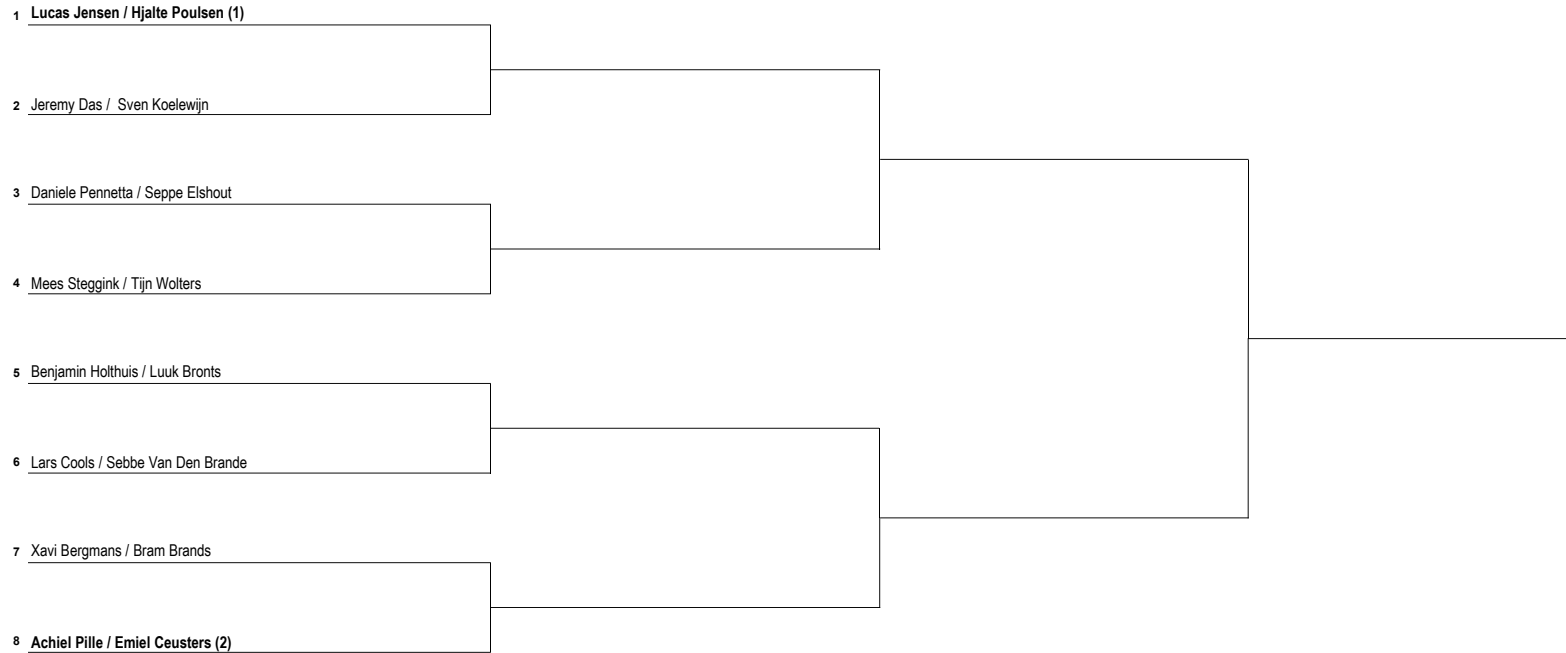 1 Lucas Jensen / Hjalte Poulsen (1)
2 Jeremy Das /  Sven Koelewijn
3 Daniele Pennetta / Seppe Elshout
4 Mees Steggink / Tijn Wolters
5 Benjamin Holthuis / Luuk Bronts
6 Lars Cools / Sebbe Van Den Brande
7 Xavi Bergmans / Bram Brands
8 Achiel Pille / Emiel Ceusters (2)